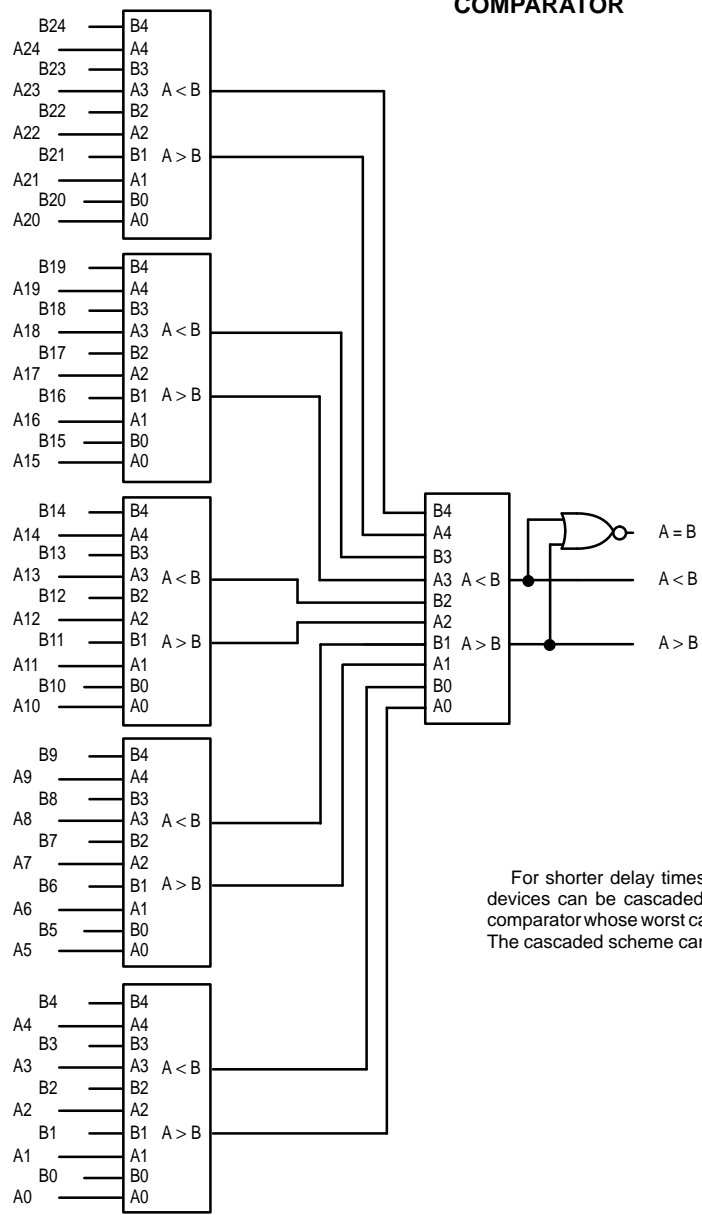 COMPARATOR
B24 B4
A24 A4
B23 B3
A23 A3 A < B
B22 B2
A22 A2
B21 B1 A > B
A21 A1
B20 B0
A20 A0
B19 B4
A19 A4
B18 B3
A18 A3 A < B
B17 B2
A17 A2
B16 B1 A > B
A16 A1
B15 B0
A15 A0
B14 B4
A14 A4
B13 B3
A13 A3 A < B
B12 B2
A12 A2
B11 B1 A > B
A11 A1
B10 B0
A10 A0
B9 B4
A9 A4
B8 B3
A8 A3 A < B
B7 B2
A7 A2
B6 B1 A > B
A6 A1
B5 B0
A5 A0
B4 B4
A4 A4
B3 B3
A3 A3 A < B
B2 B2
A2 A2
B1 B1 A > B
A1 A1
B0 B0
A0 A0
B4
A4 A = B
B3
A3 A < B A < B
B2
A2
B1 A > B A > B
A1
B0
A0
For shorter delay times
devices can be cascaded
comparator whose worst ca
The cascaded scheme can